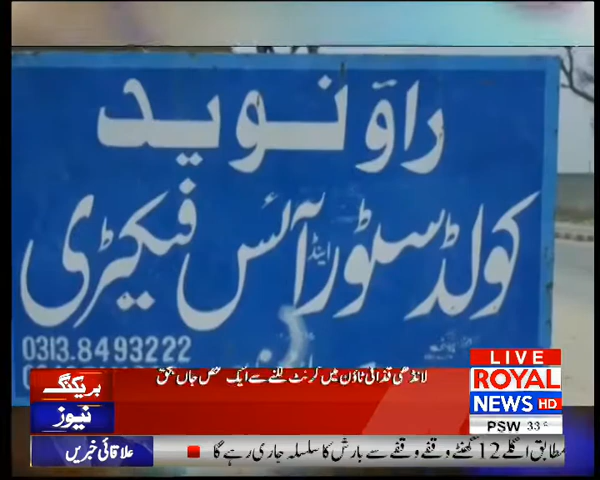 راؤ نوید
کولڈ سٹور اینڈ آئس فیکٹری
0313.8493222
LIVE
ROYAL
NEWS HD
PSW 33 c
بریکنگ
نیوز
لانڈھی قذافی ٹاؤن میں کرنٹ لگنے سے ایک شخص جاں بحق
علاقائی خبریں
مطابق اگلے 12 گھنٹے وقفے وقفے سے بارش کا سلسلہ جاری رہے گا